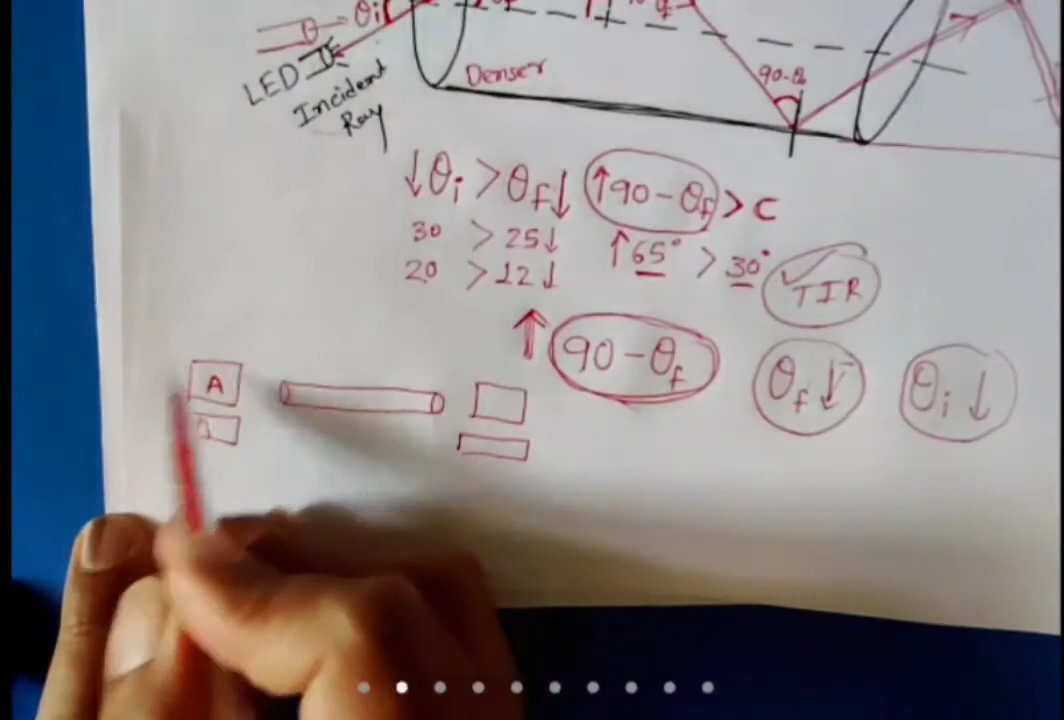 θi
LED
Incident
Ray
Denser
90-θ
↓θi > θf↓ ↑90-θf > C
30 > 25↓ ↑65° > 30° ✓TIR
20 > 12↓
↑ 90-θf θf↓ θi↓
A